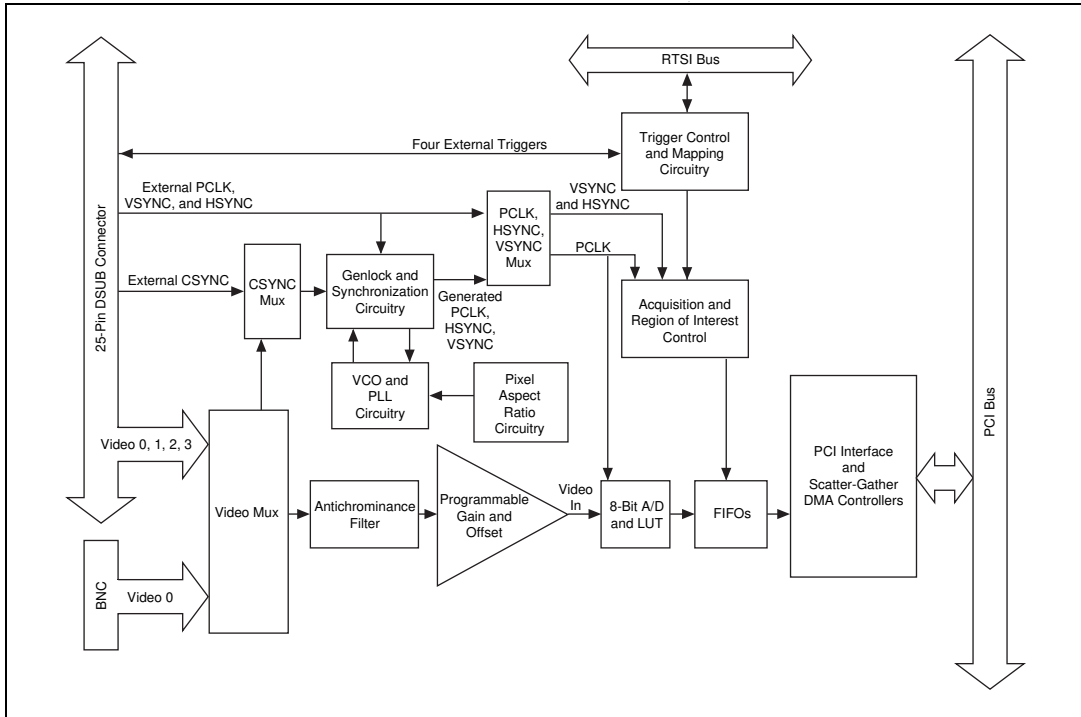 RTSI Bus
Four External Triggers
Trigger Control
and Mapping
Circuitry
25-Pin DSUB Connector
External PCLK,
VSYNC, and HSYNC
PCLK,
HSYNC,
VSYNC
Mux
VSYNC
and HSYNC
PCLK
External CSYNC
CSYNC
Mux
Genlock and
Synchronization
Circuitry
Generated
PCLK,
HSYNC,
VSYNC
Acquisition and
Region of Interest
Control
VCO and
PLL
Circuitry
Pixel
Aspect
Ratio
Circuitry
PCI Bus
Video 0, 1, 2, 3
Video Mux
Antichrominance
Filter
Programmable
Gain and
Offset
Video
In
8-Bit A/D
and LUT
FIFOs
PCI Interface
and
Scatter-Gather
DMA Controllers
BNC
Video 0